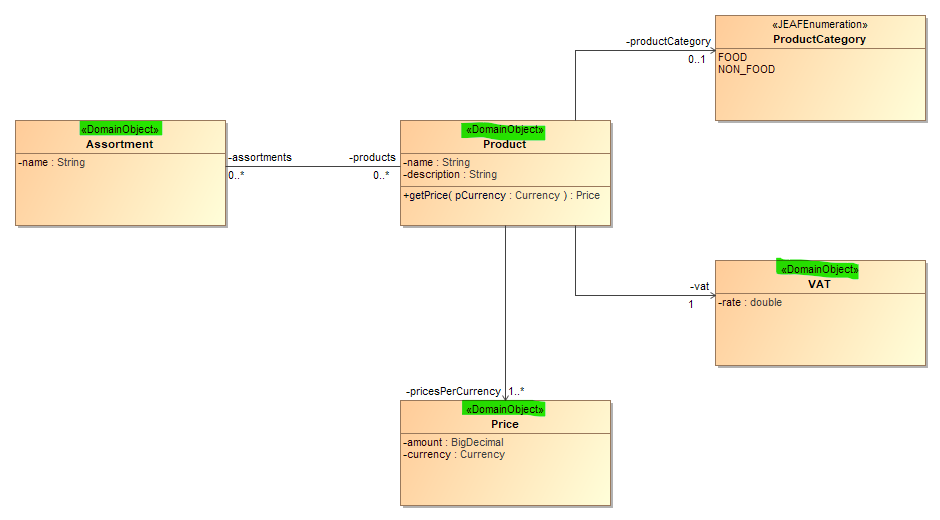 «JEAFEnumeration»
ProductCategory
FOOD
NON_FOOD
-productCategory
0..1
«DomainObject»
Assortment
-name : String
-assortments
0..*
-products
0..*
«DomainObject»
Product
-name : String
-description : String
+getPrice( pCurrency : Currency ) : Price
«DomainObject»
VAT
-rate : double
-vat
1
-pricesPerCurrency
1..*
«DomainObject»
Price
-amount : BigDecimal
-currency : Currency